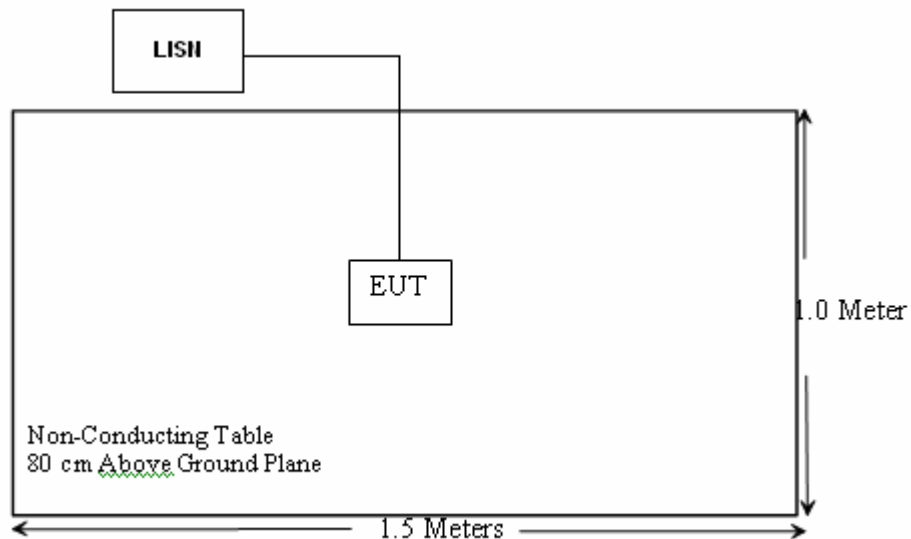 LISN
EUT
1.0 Meter
Non-Conducting Table
80 cm Above Ground Plane
1.5 Meters